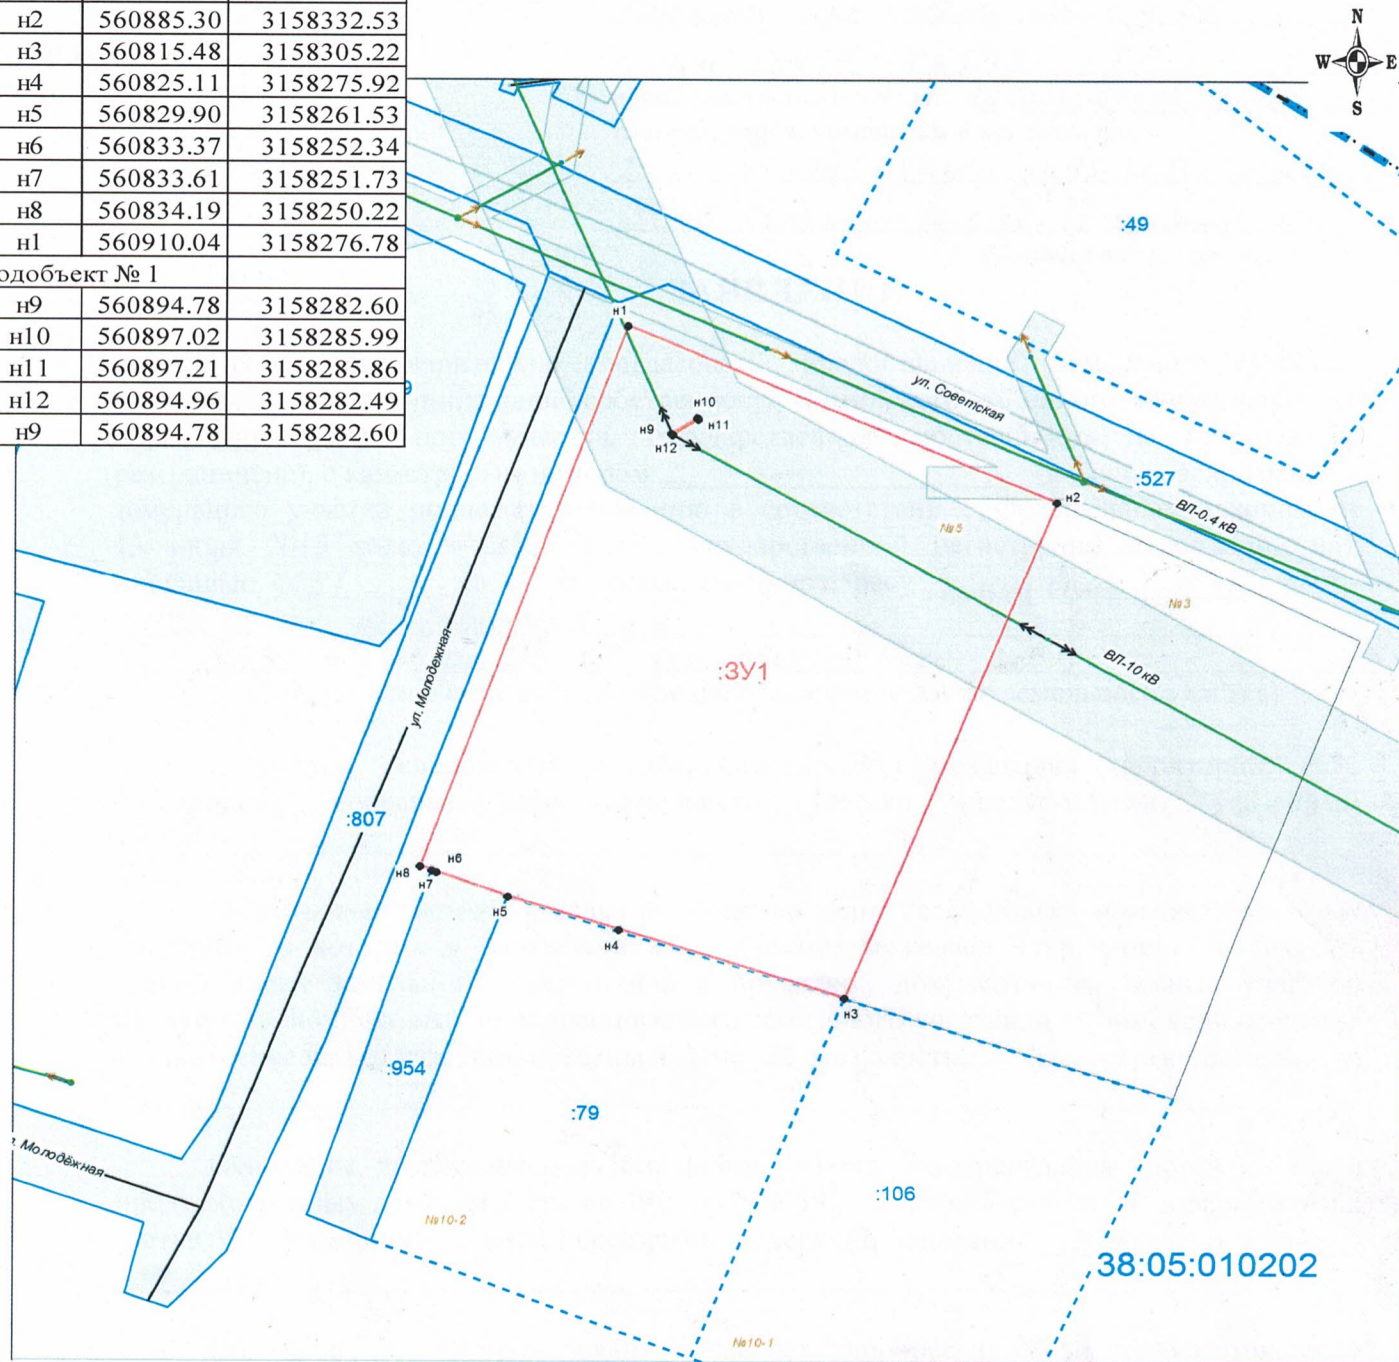 н2 560885.30 3158332.53
н3 560815.48 3158305.22
н4 560825.11 3158275.92
н5 560829.90 3158261.53
н6 560833.37 3158252.34
н7 560833.61 3158251.73
н8 560834.19 3158250.22
н1 560910.04 3158276.78
одобъект № 1
н9 560894.78 3158282.60
н10 560897.02 3158285.99
н11 560897.21 3158285.86
н12 560894.96 3158282.49
н9 560894.78 3158282.60
N
W E
S
:49
н1
9
ул. Советская
н10
н9 н11
н12
:527
н2
ВЛ-0.4 кВ
№5
№3
ул. Молодежная
:ЗУ1
ВЛ-10 кВ
:807
н6
н8
н7
н5
н4
н3
:954
:79
. Молодёжная
:106
№10-2
38:05:010202
№10-1